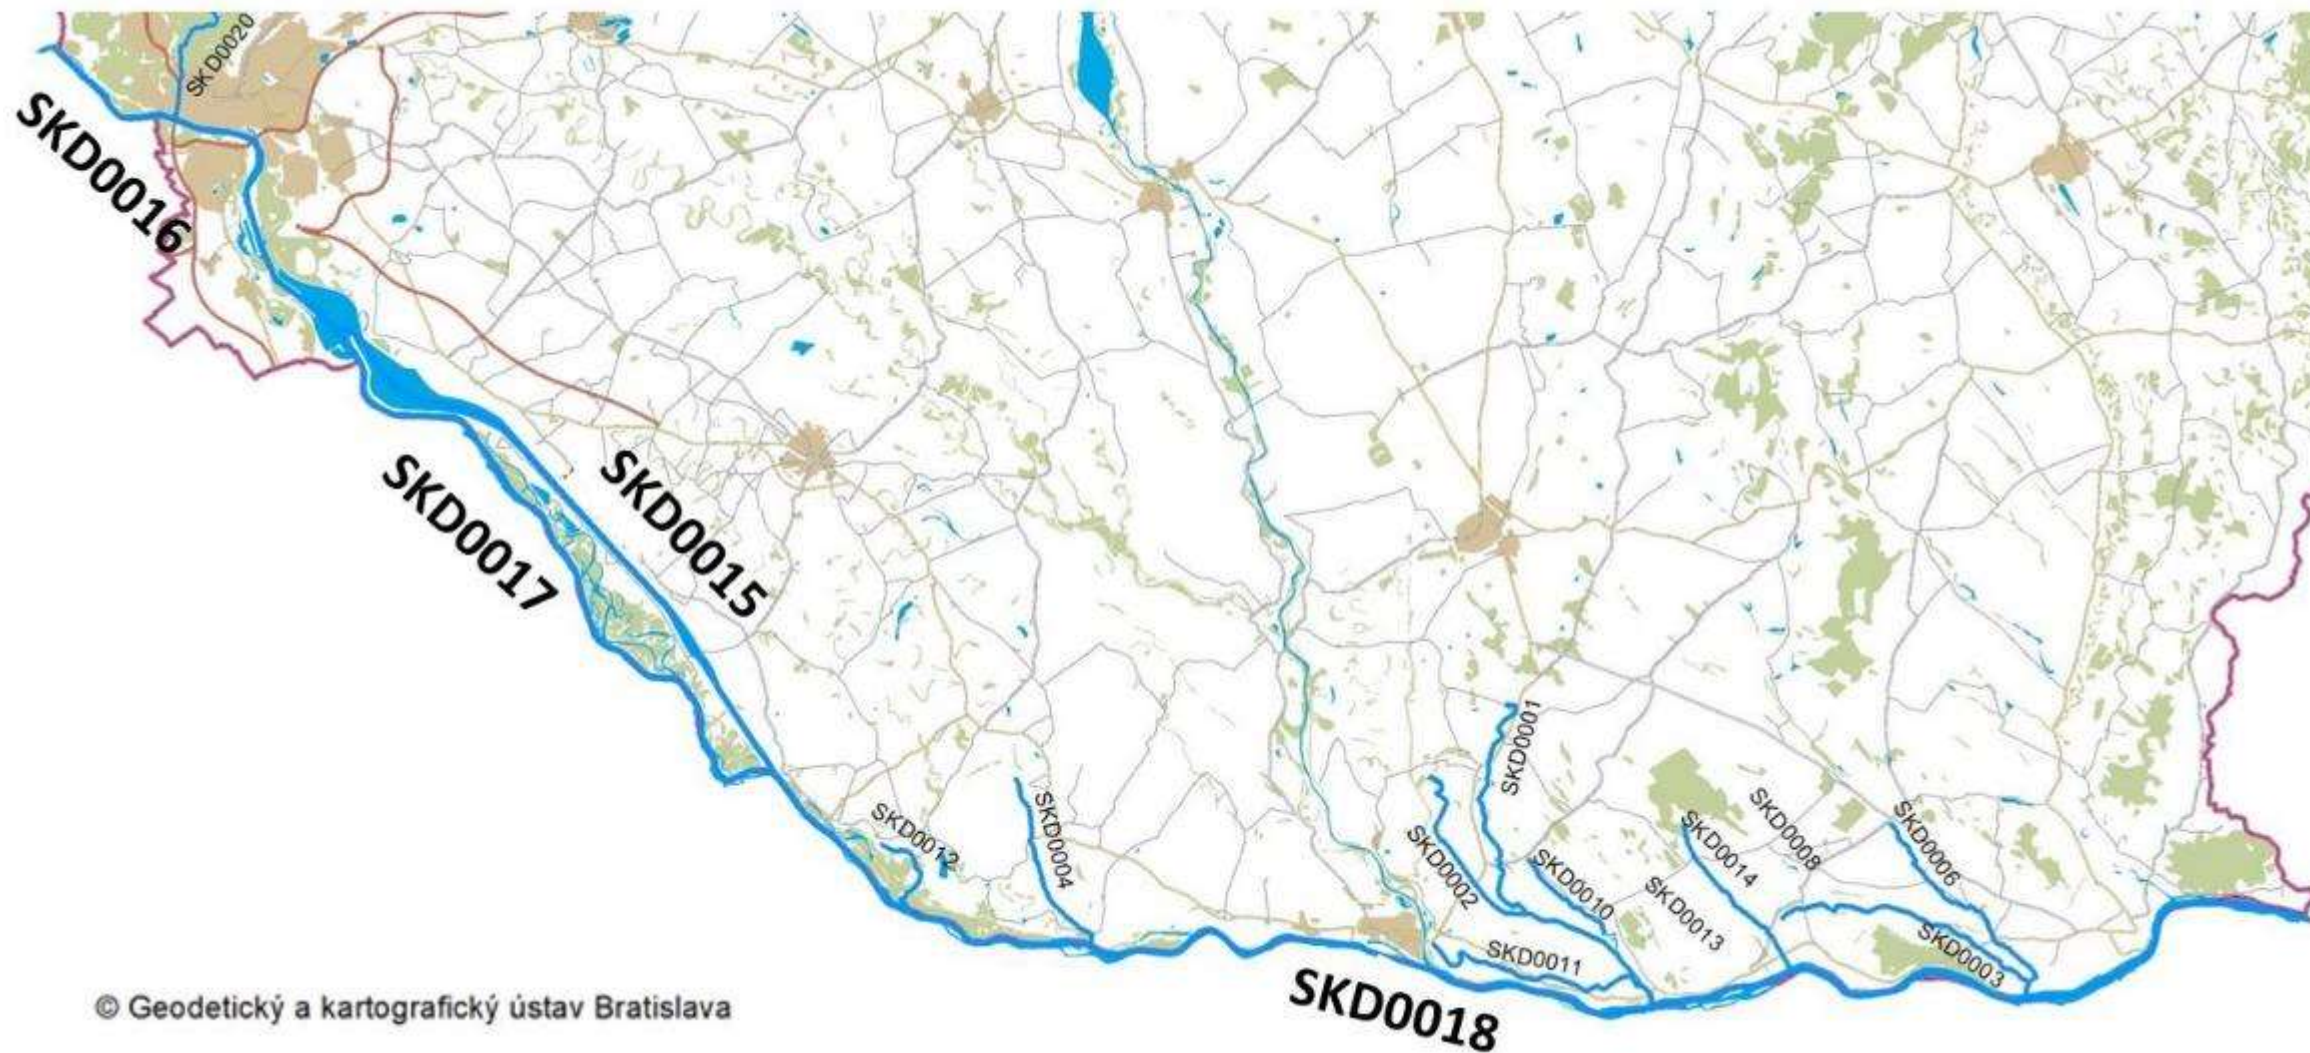 SKD0020
SKD0016
SKD0017
SKD0015
SKD0012
SKD0004
SKD0001
SKD0002
SKD0010
SKD0011
SKD0013
SKD0014
SKD0008
SKD0006
SKD0003
SKD0018
© Geodetický a kartografický ústav Bratislava